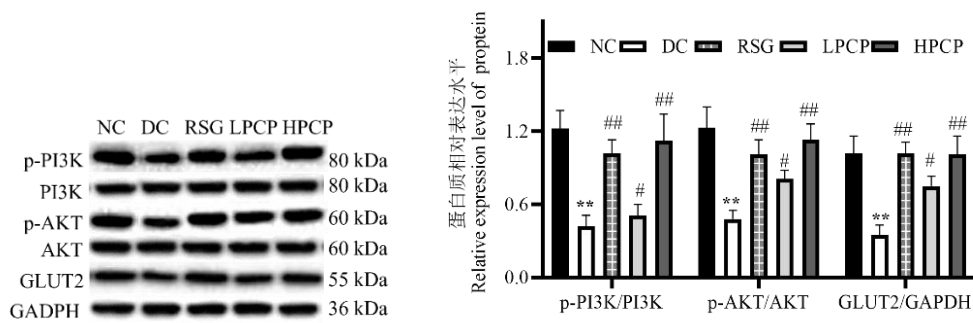 NC DC RSG LPCP HPCP
p-PI3K 80 kDa
PI3K 80 kDa
p-AKT 60 kDa
AKT 60 kDa
GLUT2 55 kDa
GADPH 36 kDa
蛋白质相对表达水平
Relative expression level of proptein
NC DC RSG LPCP HPCP
1.8
1.2
0.6
0.0
** ## # ##
** ## # ##
** ## # ##
p-PI3K/PI3K p-AKT/AKT GLUT2/GAPDH